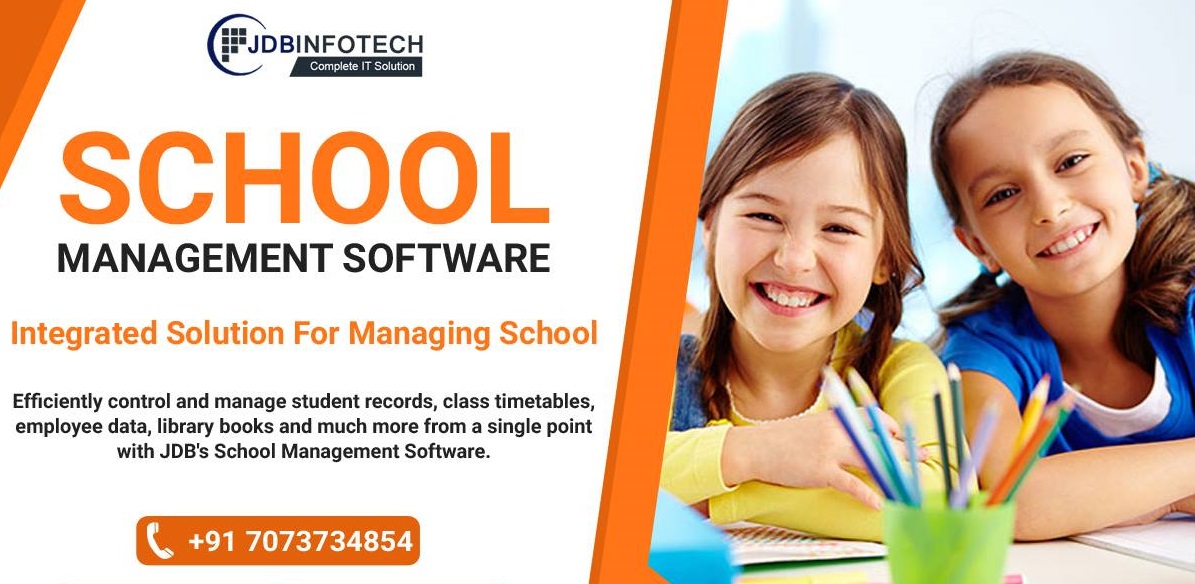 JDBINFOTECH
Complete IT Solution
SCHOOL
MANAGEMENT SOFTWARE
Integrated Solution For Managing School
Efficiently control and manage student records, class timetables,
employee data, library books and much more from a single point
with JDB's School Management Software.
+91 7073734854